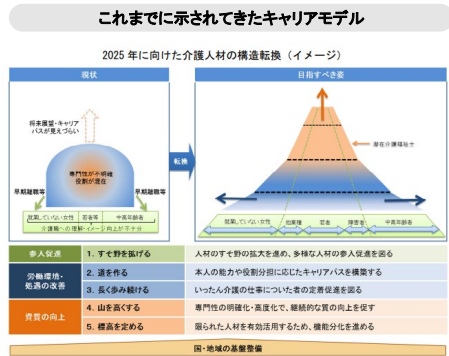 これまでに示されてきたキャリアモデル
2025年に向けた介護人材の構造転換（イメージ）
現状
将来展望・キャリア
パスが見えづらい
専門性が不明確
役割が混在
早期離職等
早期離職等
就業していない女性
若者等
中高年齢者
介護職への理解・イメージ向上が不十分
転換
目指すべき姿
潜在介護福祉士
就業していない女性
他業種
若者
障害者
中高年齢者
参入促進
1. すそ野を拡げる
人材のすそ野の拡大を進め、多様な人材の参入促進を図る
労働環境・
処遇の改善
2. 道を作る
本人の能力や役割分担に応じたキャリアパスを構築する
3. 長く歩み続ける
いったん介護の仕事についた者の定着促進を図る
資質の向上
4. 山を高くする
専門性の明確化・高度化で、継続的な質の向上を促す
5. 標高を定める
限られた人材を有効活用するため、機能分化を進める
国・地域の基盤整備